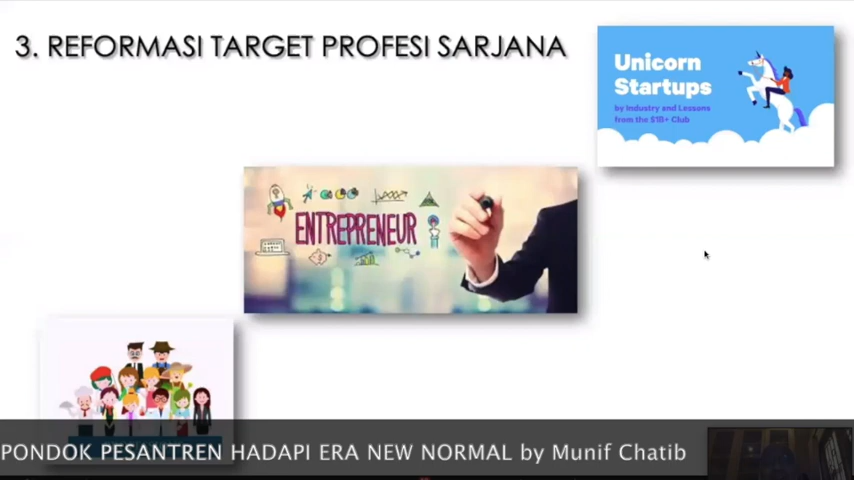 3. REFORMASI TARGET PROFESI SARJANA
Unicorn
Startups
by Industry and Lessons
from the $1B+ Club
ENTREPRENEUR
PONDOK PESANTREN HADAPI ERA NEW NORMAL by Munif Chatib